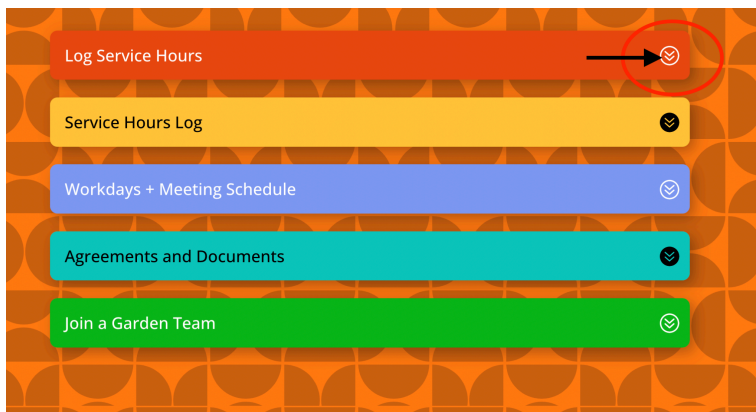 Log Service Hours
Service Hours Log
Workdays + Meeting Schedule
Agreements and Documents
Join a Garden Team